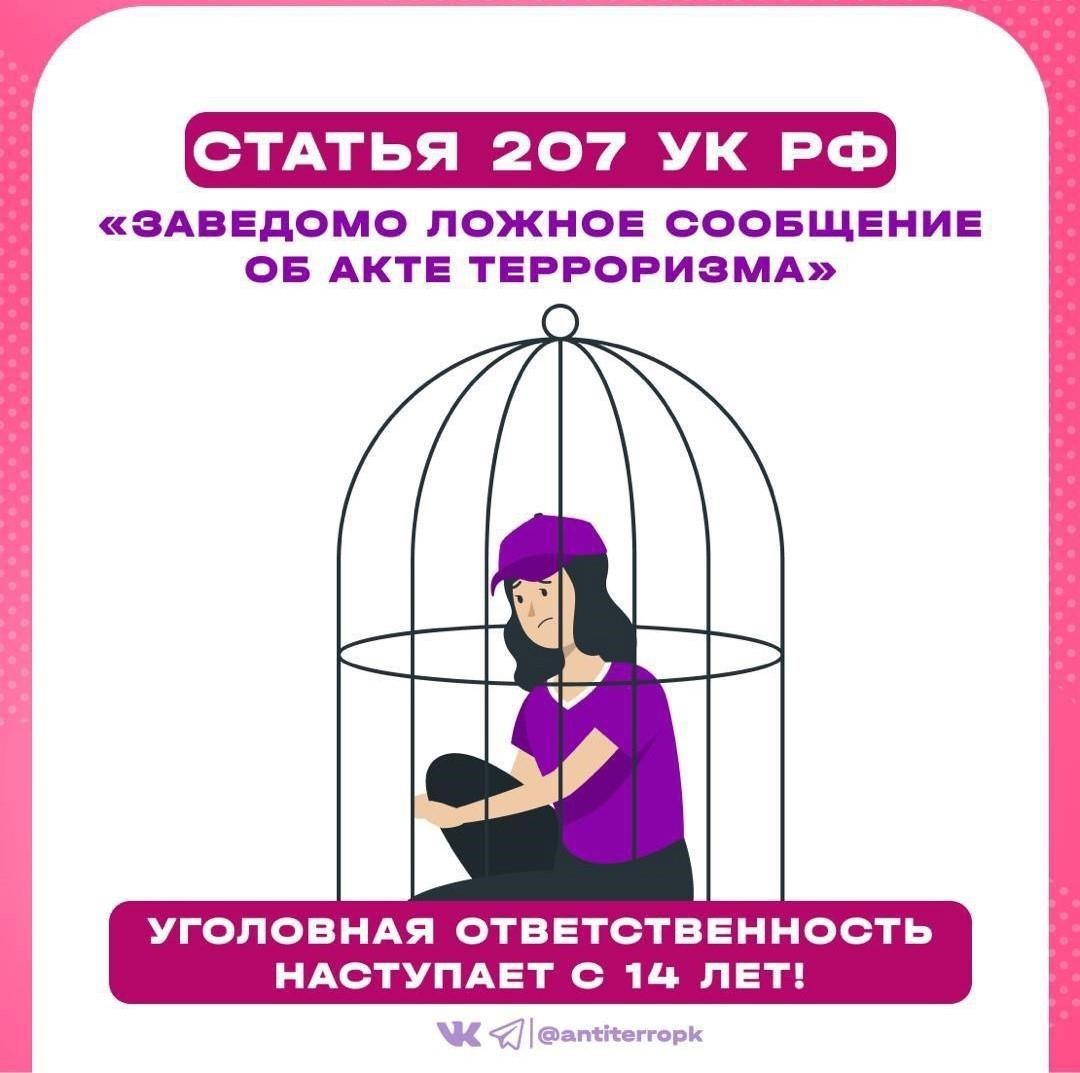 СТАТЬЯ 207 УК РФ
«ЗАВЕДОМО ЛОЖНОЕ СООБЩЕНИЕ
ОБ АКТЕ ТЕРРОРИЗМА»
УГОЛОВНАЯ ОТВЕТСТВЕННОСТЬ
НАСТУПАЕТ С 14 ЛЕТ!
@antiterropk